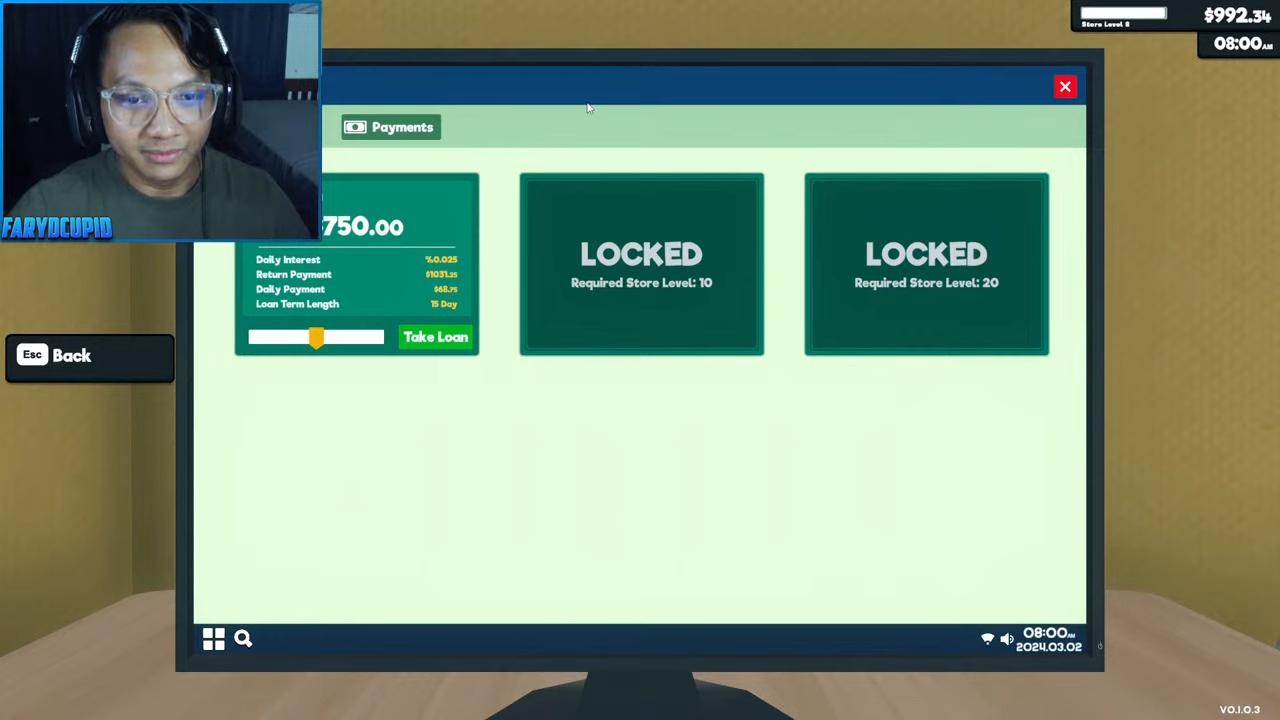 $992.34
Store Level 8
08:00AM
Payments
FARYDCUPID
$750.00
Daily Interest %0.025
Return Payment $1031.25
Daily Payment $68.75
Loan Term Length 15 Day
Take Loan
LOCKED
Required Store Level: 10
LOCKED
Required Store Level: 20
Esc Back
08:00AM
2024.03.02
V0.1.0.3